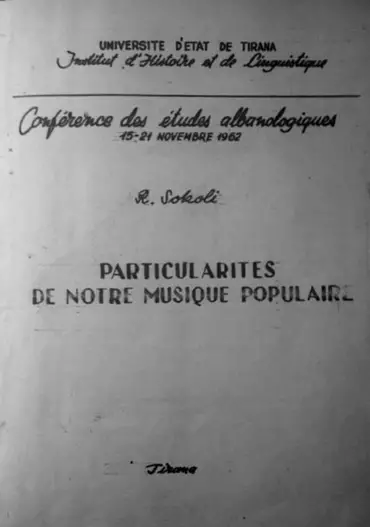 UNIVERSITE D'ETAT DE TIRANA
Institut d'Histoire et de Linguistique
Conférence des études albanologiques
15-21 NOVEMBRE 1962
R. Sokoli
PARTICULARITES
DE NOTRE MUSIQUE POPULAIRE
Tirana